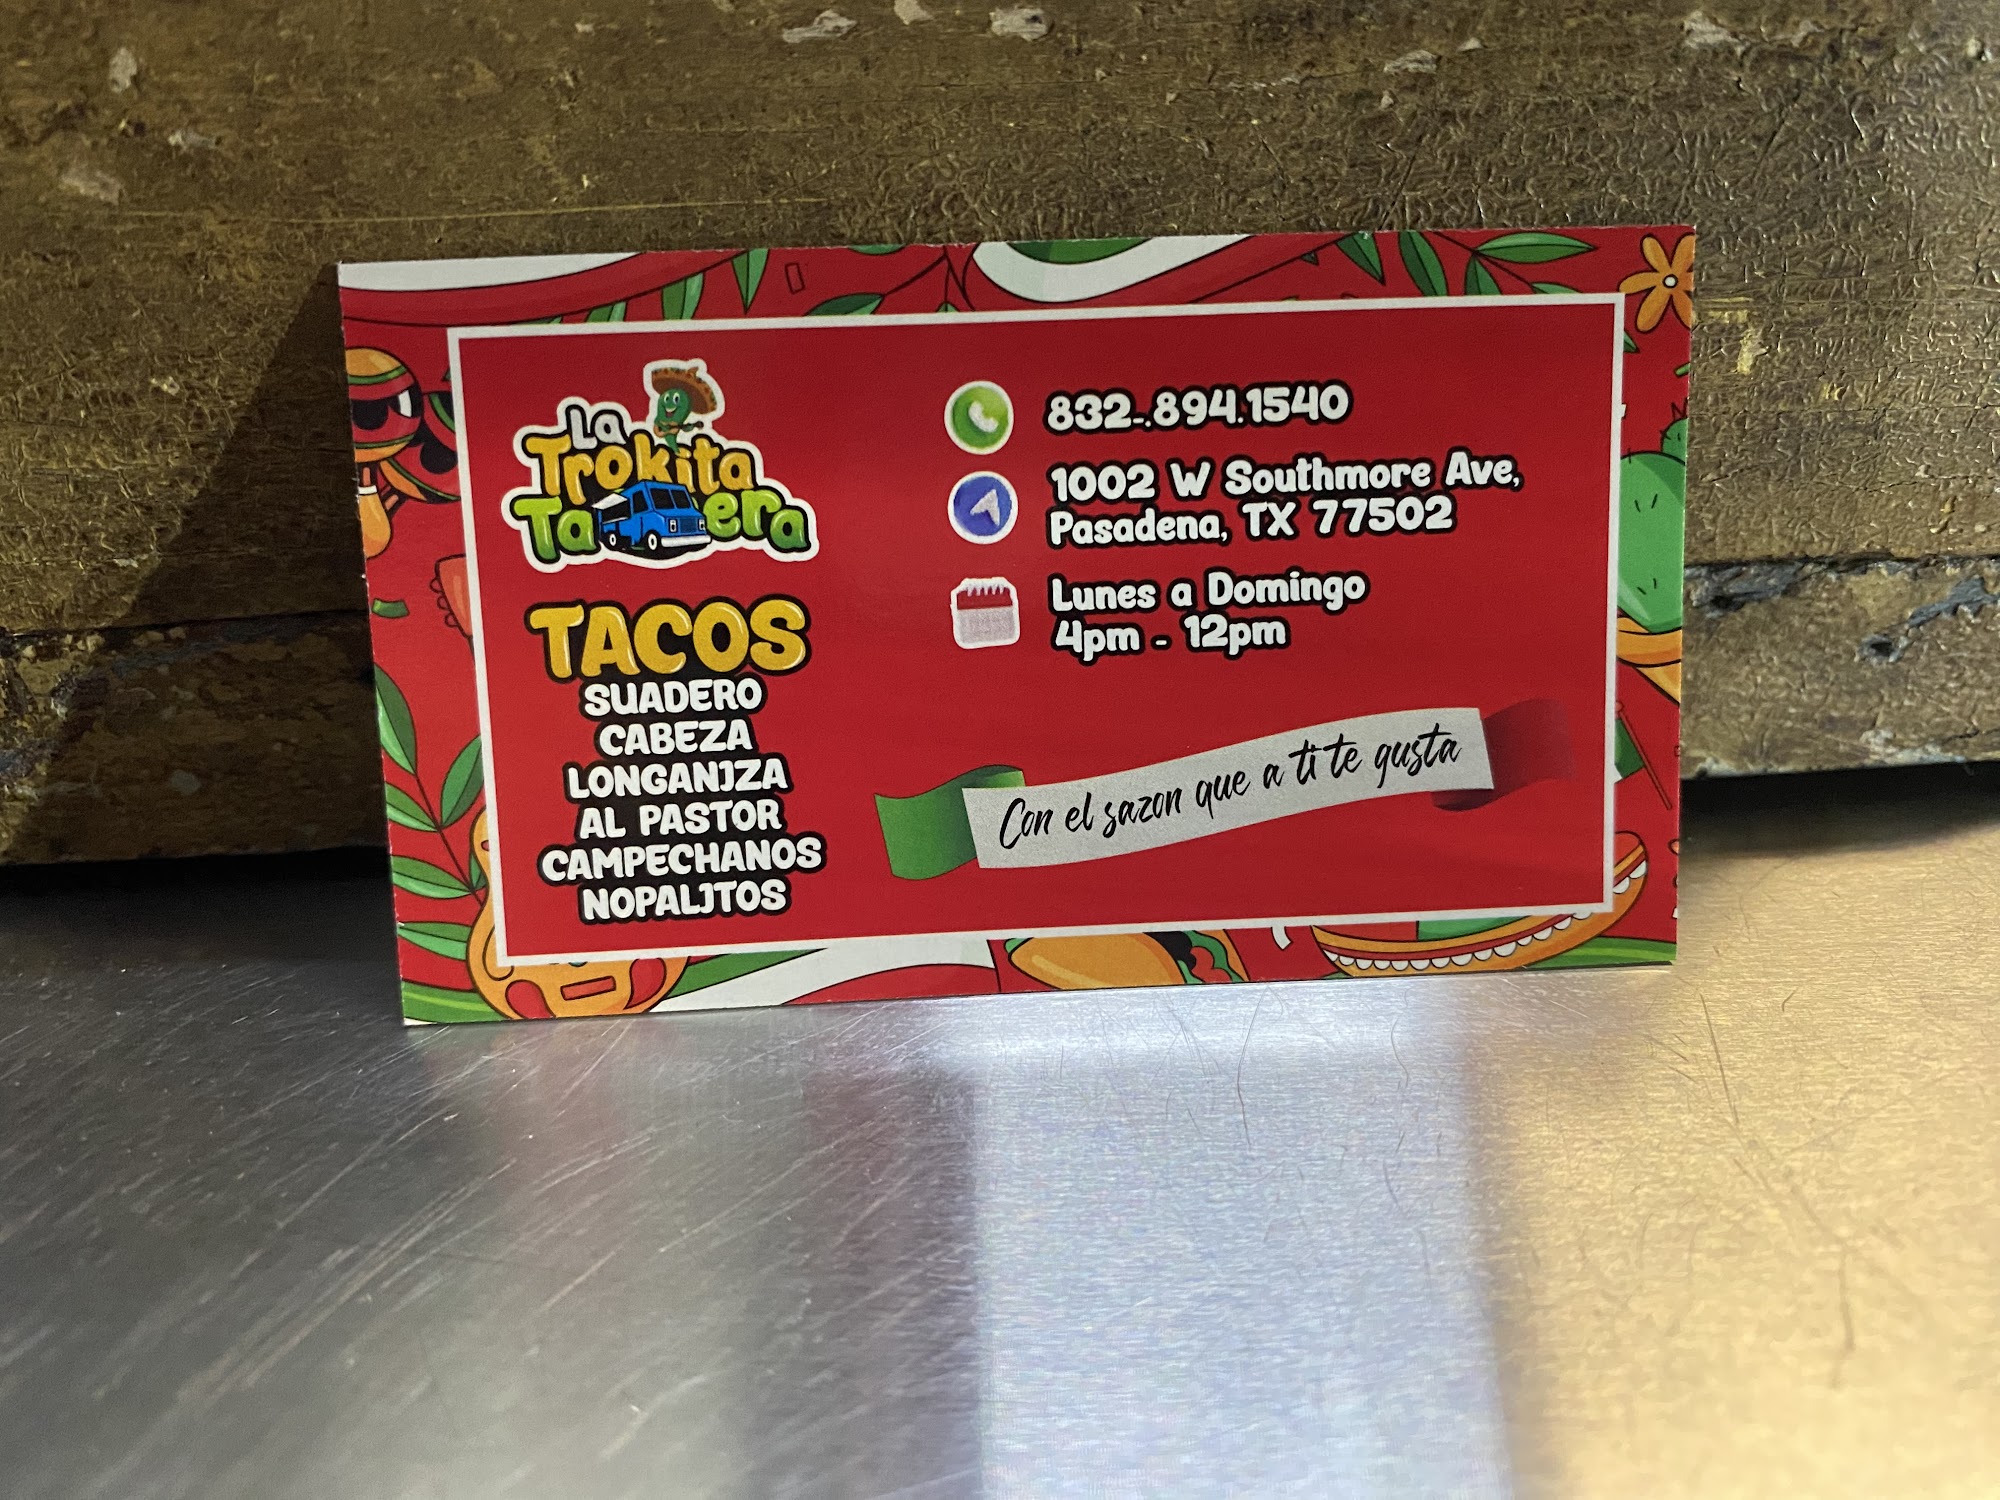 La
Trokita
Taquera
TACOS
SUADERO
CABEZA
LONGANIZA
AL PASTOR
CAMPECHANOS
NOPALITOS
832-.894.1540
1002 W Southmore Ave,
Pasadena, TX 77502
Lunes a Domingo
4pm - 12pm
Con el sazon que a ti te gusta